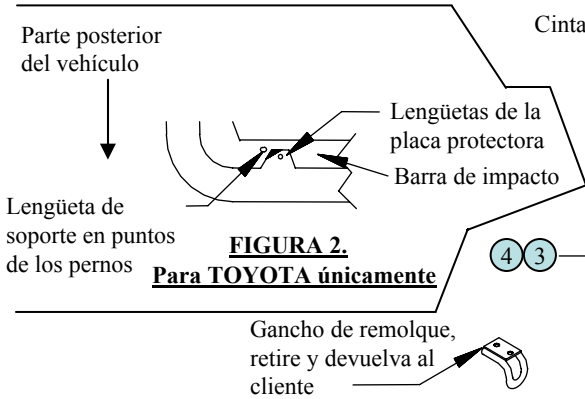 Parte posterior
del vehículo
Cinta
Lengüetas de la
placa protectora
Barra de impacto
Lengüeta de
soporte en puntos
de los pernos
FIGURA 2.
Para TOYOTA únicamente
4 3
Gancho de remolque,
retire y devuelva al
cliente